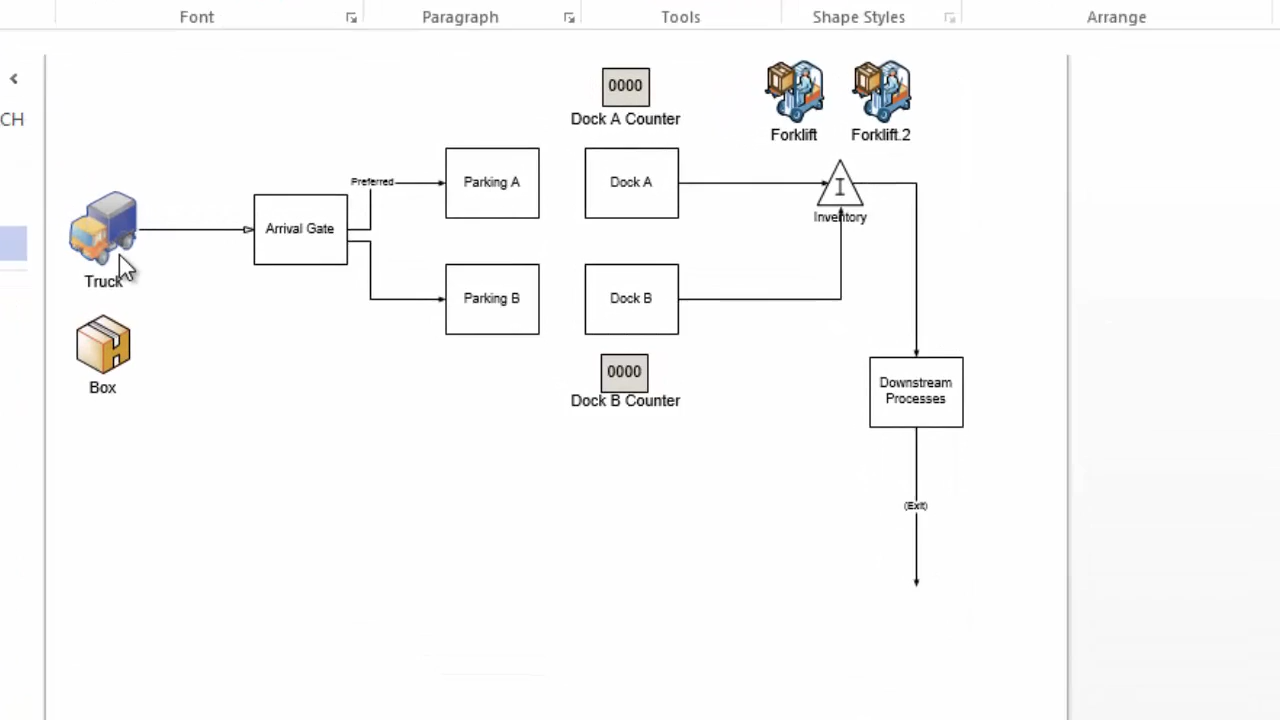 Font
Paragraph
Tools
Shape Styles
Arrange
CH
0000
Dock A Counter
Forklift
Forklift.2
Preferred
Parking A
Dock A
I
Inventory
Arrival Gate
Truck
Parking B
Dock B
Box
0000
Dock B Counter
Downstream
Processes
(Exit)